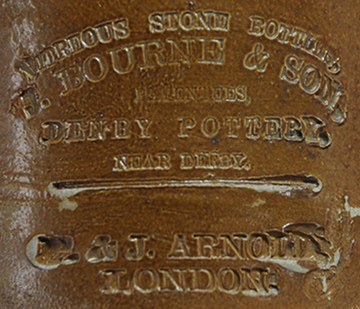 VITREOUS STONE BOTTLES
J. BOURNE & SON,
PATENTEES,
DENBY POTTERY
NEAR DERBY.
P. & J. ARNOLD,
LONDON.